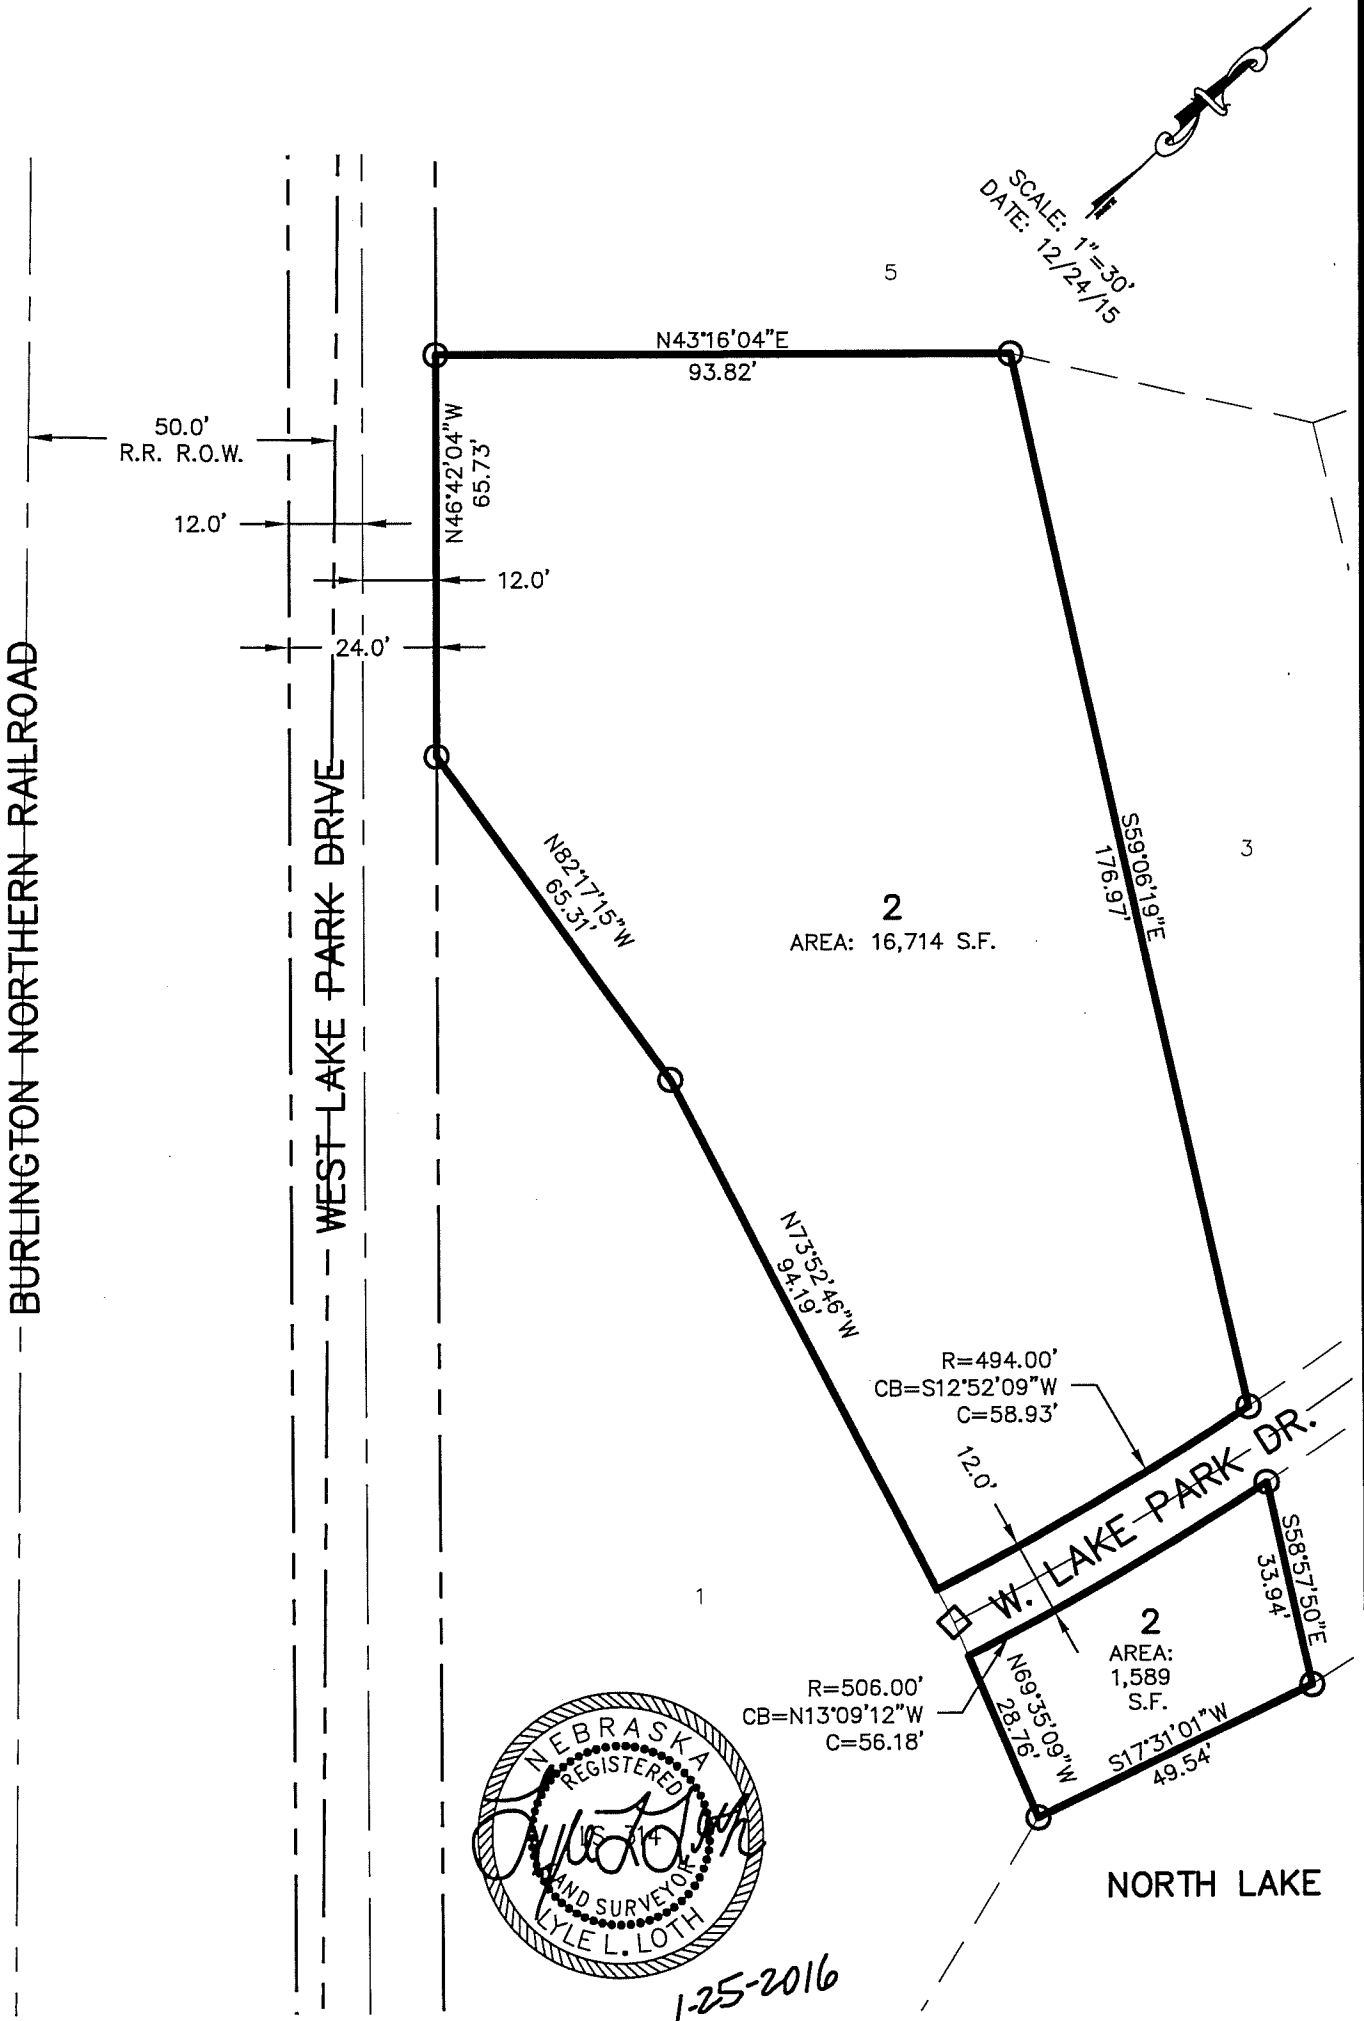 SCALE: 1"=30'
DATE: 12/24/15
5
N43°16'04"E
93.82'
N46°42'04"W
65.73'
50.0'
R.R. R.O.W.
12.0'
12.0'
24.0'
BURLINGTON NORTHERN RAILROAD
WEST LAKE PARK DRIVE
N82°17'15"W
65.31'
2
AREA: 16,714 S.F.
S59°06'19"E
176.97'
3
N73°52'46"W
94.19'
R=494.00'
CB=S12°52'09"W
C=58.93'
12.0'
W. LAKE PARK DR.
S58°57'50"E
33.94'
1
2
AREA:
1,589
S.F.
R=506.00'
CB=N13°09'12"W
C=56.18'
N69°35'09"W
28.76'
S17°31'01"W
49.54'
NEBRASKA
REGISTERED
LS 314
LAND SURVEYOR
LYLE L. LOTH
Lyle L Loth
1-25-2016
NORTH LAKE